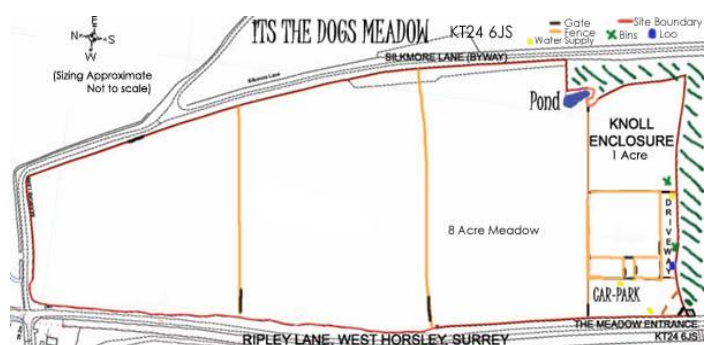 E
N S
W
(Sizing Approximate
Not to scale)
ITS THE DOGS MEADOW
KT24 6JS
Gate
Site Boundary
Fence
Bins
Loo
Water Supply
SILKMORE LANE (BYWAY)
Silkmore Lane
Pond
KNOLL
ENCLOSURE
1 Acre
8 Acre Meadow
DRIVEWAY
CAR-PARK
THE MEADOW ENTRANCE
RIPLEY LANE, WEST HORSLEY, SURREY
KT24 6JS